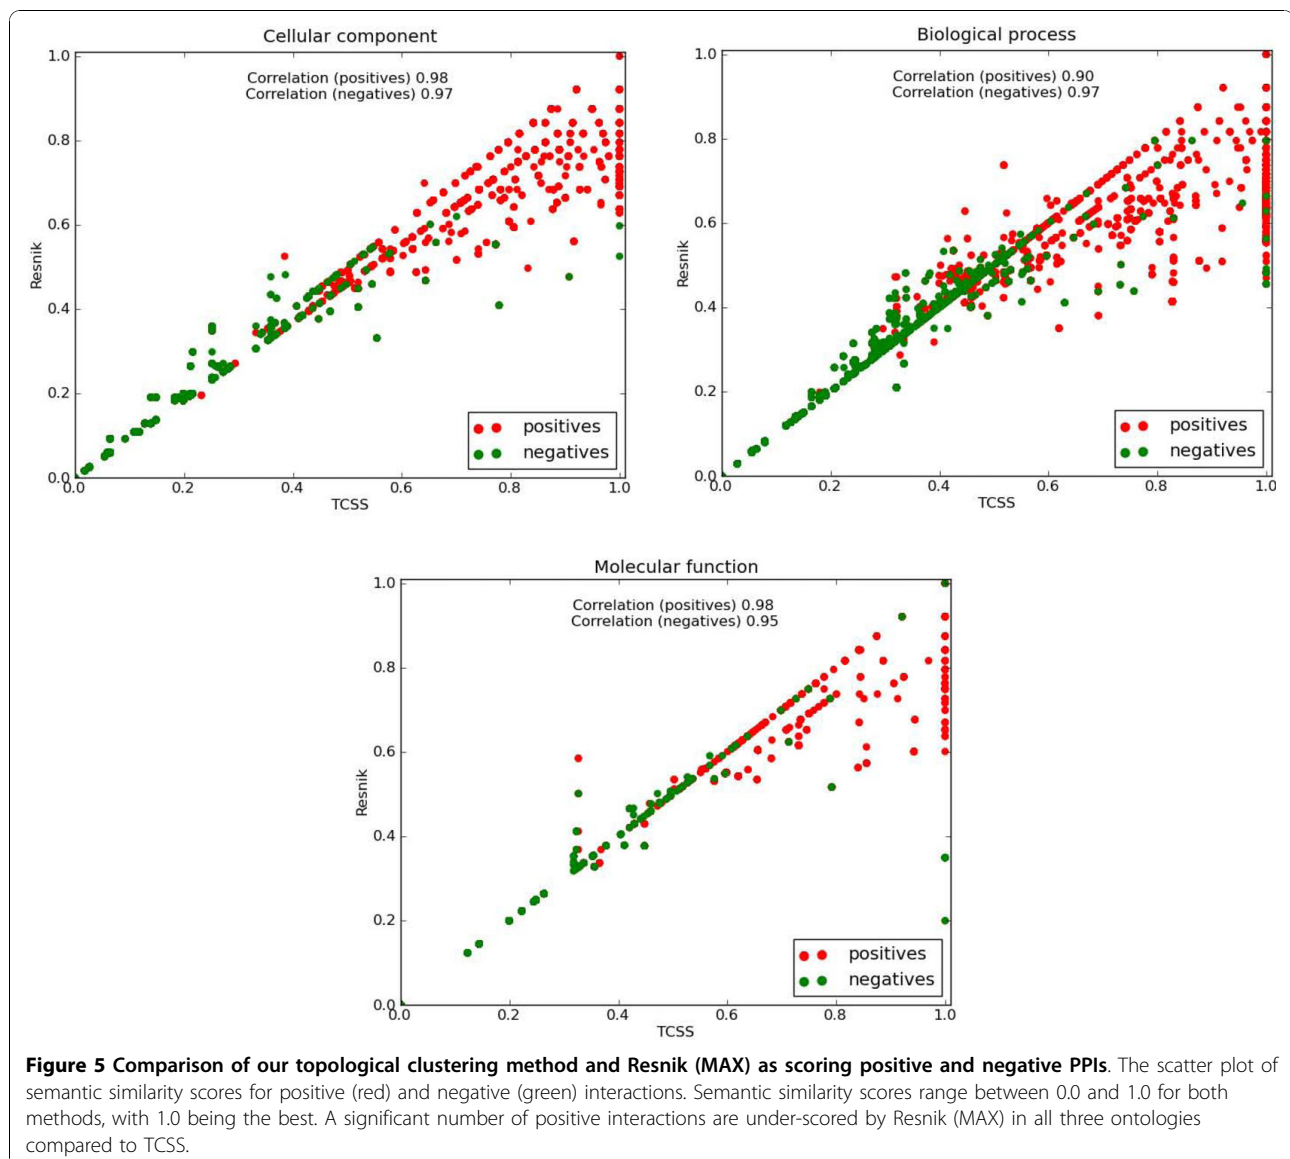 Cellular component
Correlation (positives) 0.98
Correlation (negatives) 0.97
1.0
0.8
0.6
0.4
0.2
0.0
Resnik
0.0 0.2 0.4 0.6 0.8 1.0
TCSS
positives
negatives
Biological process
Correlation (positives) 0.90
Correlation (negatives) 0.97
1.0
0.8
0.6
0.4
0.2
0.0
Resnik
0.0 0.2 0.4 0.6 0.8 1.0
TCSS
positives
negatives
Molecular function
Correlation (positives) 0.98
Correlation (negatives) 0.95
1.0
0.8
0.6
0.4
0.2
0.0
Resnik
0.0 0.2 0.4 0.6 0.8 1.0
TCSS
positives
negatives
Figure 5 Comparison of our topological clustering method and Resnik (MAX) as scoring positive and negative PPIs. The scatter plot of
semantic similarity scores for positive (red) and negative (green) interactions. Semantic similarity scores range between 0.0 and 1.0 for both
methods, with 1.0 being the best. A significant number of positive interactions are under-scored by Resnik (MAX) in all three ontologies
compared to TCSS.